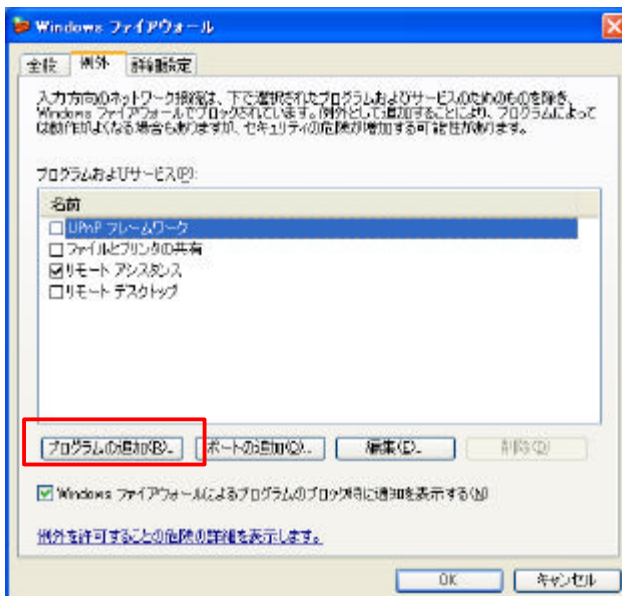 Windows ファイアウォール
全般 例外 詳細設定
入力方向のネットワーク接続は、下で選択されたプログラムおよびサービスのためのものを除き、
Windows ファイアウォールでブロックされています。例外として追加することにより、プログラムによって
は動作がよくなる場合もありますが、セキュリティの危険が増加する可能性があります。
プログラムおよびサービス(P):
名前
UPnP フレームワーク
ファイルとプリンタの共有
リモート アシスタンス
リモート デスクトップ
プログラムの追加(R)... ポートの追加(O)... 編集(E)... 削除(D)
Windows ファイアウォールによるプログラムのブロック時に通知を表示する(N)
例外を許可することの危険の詳細を表示します。
OK キャンセル